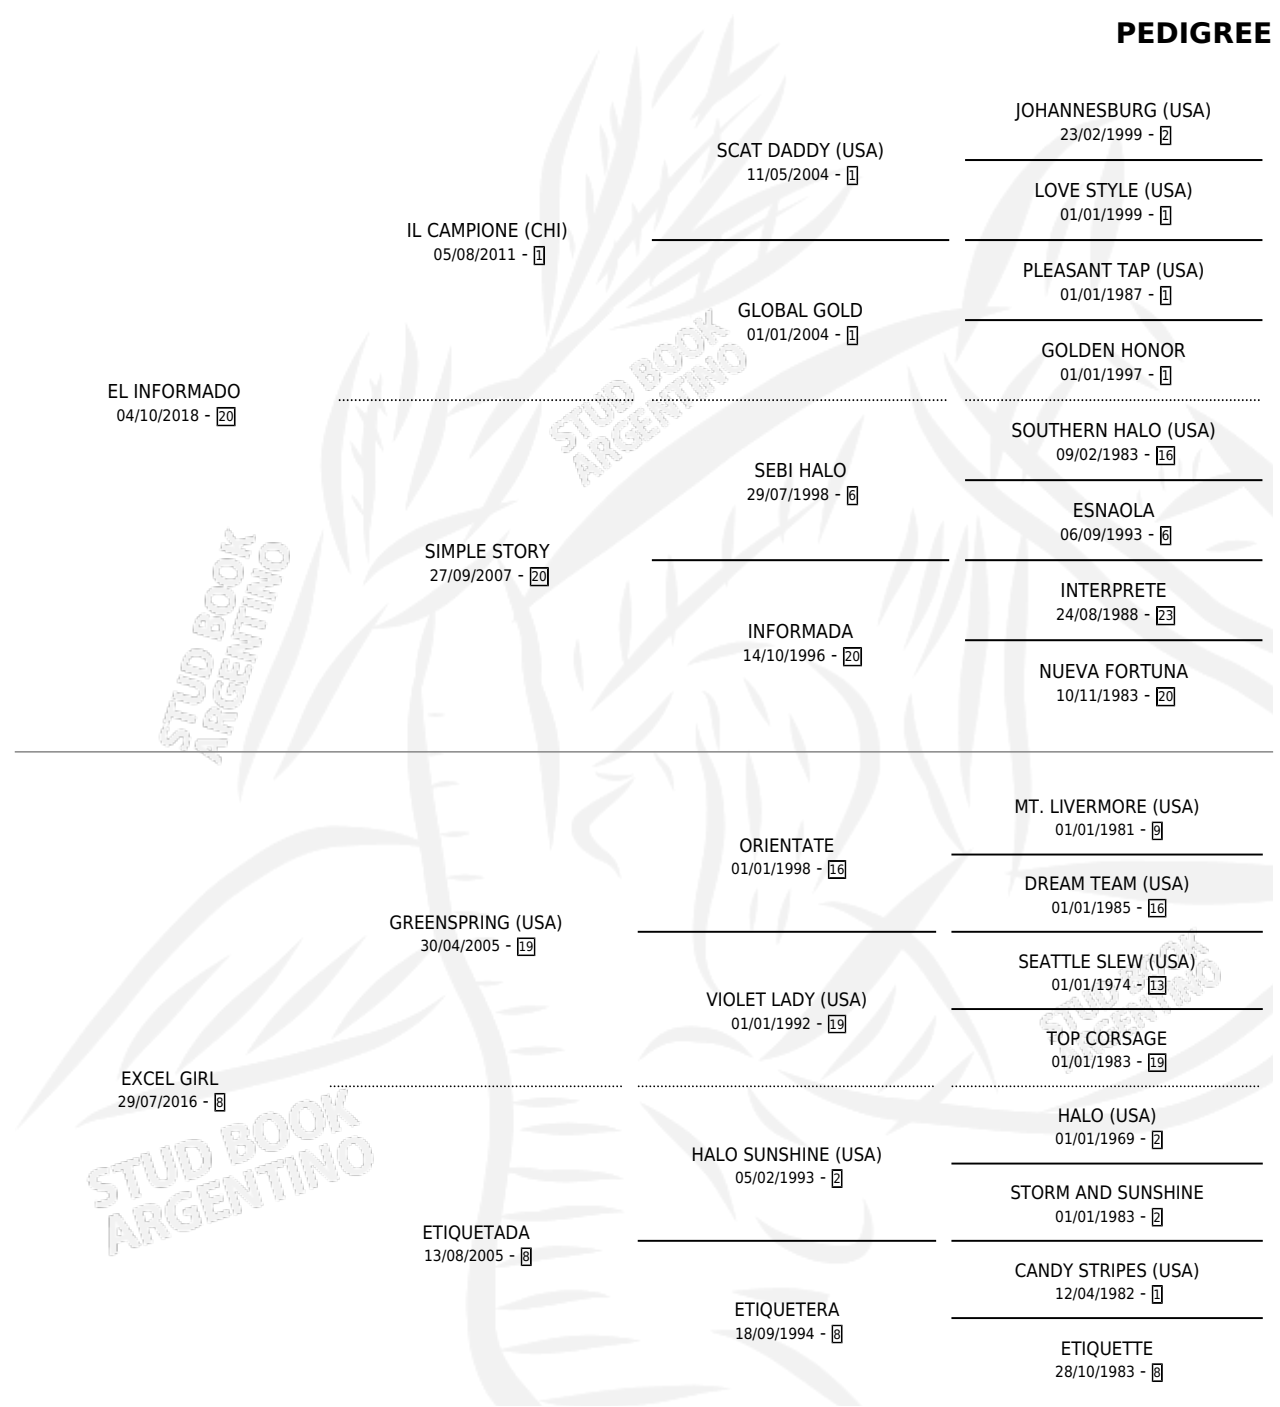 PEDIGREE
JOHANNESBURG (USA)
23/02/1999 - 2
SCAT DADDY (USA)
11/05/2004 - 1
LOVE STYLE (USA)
01/01/1999 - 1
IL CAMPIONE (CHI)
05/08/2011 - 1
PLEASANT TAP (USA)
01/01/1987 - 1
GLOBAL GOLD
01/01/2004 - 1
GOLDEN HONOR
01/01/1997 - 1
STUD BOOK
ARGENTINO
EL INFORMADO
04/10/2018 - 20
SOUTHERN HALO (USA)
09/02/1983 - 16
SEBI HALO
29/07/1998 - 6
ESNAOLA
06/09/1993 - 6
SIMPLE STORY
27/09/2007 - 20
INTERPRETE
24/08/1988 - 23
INFORMADA
14/10/1996 - 20
NUEVA FORTUNA
10/11/1983 - 20
STUD BOOK
ARGENTINO
MT. LIVERMORE (USA)
01/01/1981 - 9
ORIENTATE
01/01/1998 - 16
DREAM TEAM (USA)
01/01/1985 - 16
GREENSPRING (USA)
30/04/2005 - 19
SEATTLE SLEW (USA)
01/01/1974 - 13
VIOLET LADY (USA)
01/01/1992 - 19
TOP CORSAGE
01/01/1983 - 19
STUD BOOK
ARGENTINO
EXCEL GIRL
29/07/2016 - 8
HALO (USA)
01/01/1969 - 2
HALO SUNSHINE (USA)
05/02/1993 - 2
STORM AND SUNSHINE
01/01/1983 - 2
STUD BOOK
ARGENTINO
ETIQUETADA
13/08/2005 - 8
CANDY STRIPES (USA)
12/04/1982 - 1
ETIQUETERA
18/09/1994 - 8
ETIQUETTE
28/10/1983 - 8